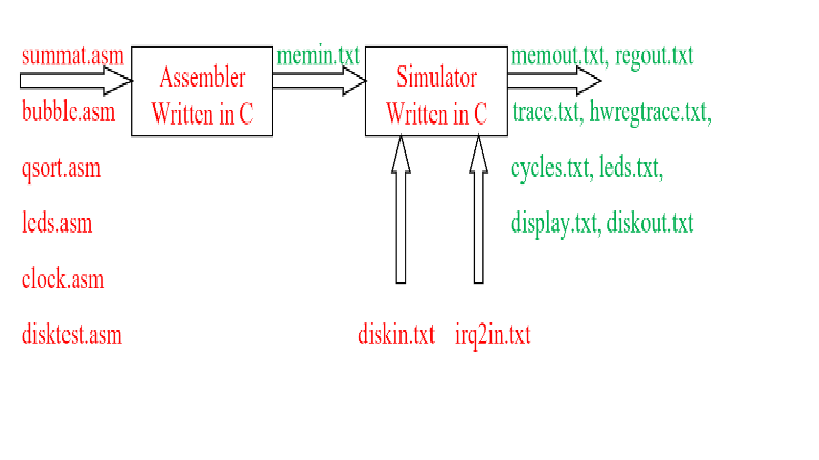 summat.asm
Assembler
Written in C
memin.txt
Simulator
Written in C
memout.txt, regout.txt
bubble.asm
trace.txt, hwregtrace.txt,
qsort.asm
cycles.txt, leds.txt,
leds.asm
display.txt, diskout.txt
clock.asm
disktest.asm
diskin.txt
irq2in.txt